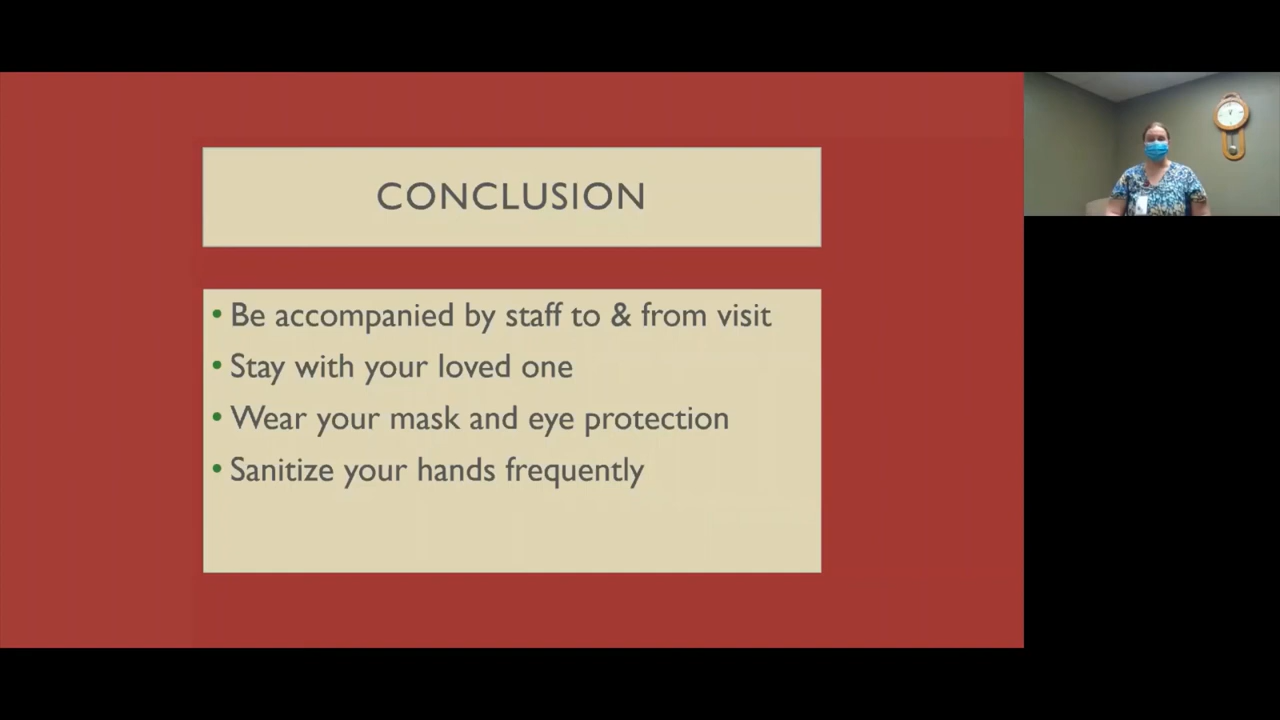 CONCLUSION
• Be accompanied by staff to & from visit
• Stay with your loved one
• Wear your mask and eye protection
• Sanitize your hands frequently